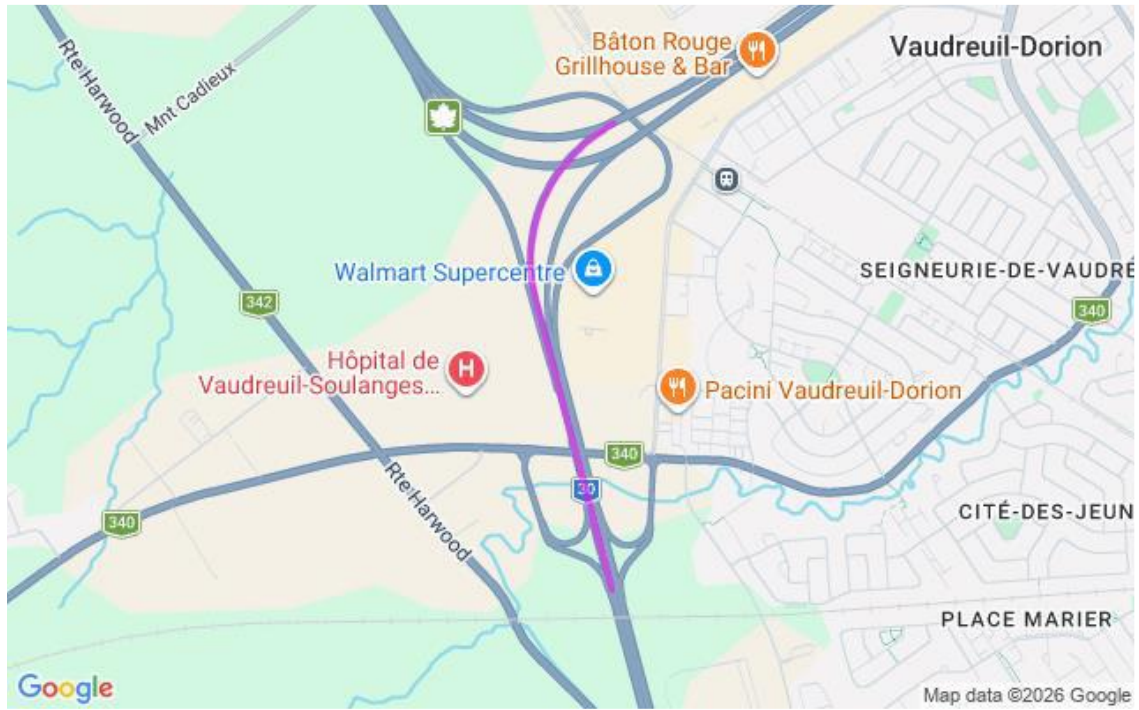 Bâton Rouge
Grillhouse & Bar
Vaudreuil-Dorion
Rte Harwood
Mnt Cadieux
Walmart Supercentre
SEIGNEURIE-DE-VAUDRE
342
340
Hôpital de
Vaudreuil-Soulanges...
H
Pacini Vaudreuil-Dorion
340
Rte Harwood
30
340
CITÉ-DES-JEUN
PLACE MARIER
Google
Map data ©2026 Google